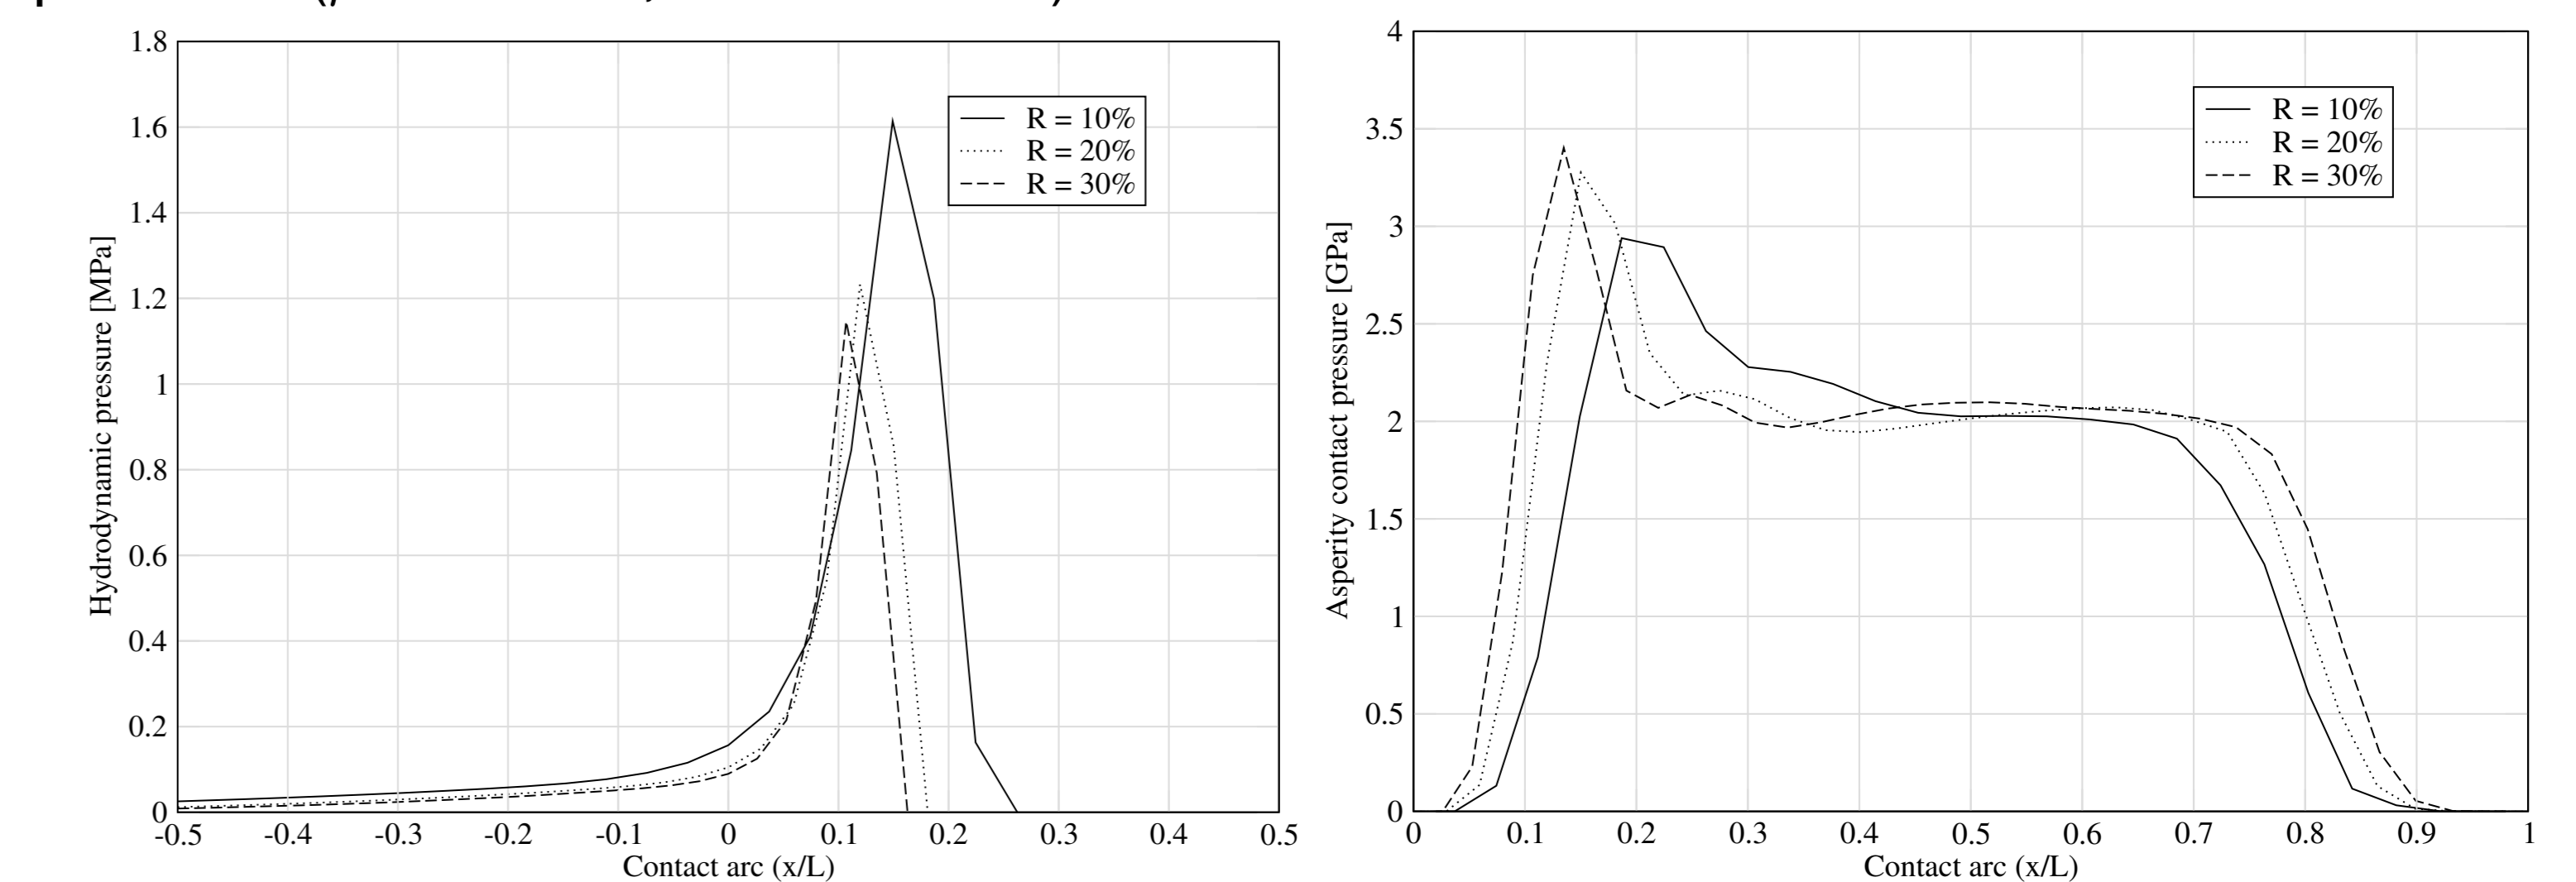 1.8
1.6
1.4
1.2
1
0.8
0.6
0.4
0.2
0
-0.5 -0.4 -0.3 -0.2 -0.1 0 0.1 0.2 0.3 0.4 0.5
Hydrodynamic pressure [MPa]
Contact arc (x/L)
R = 10%
R = 20%
R = 30%
4
3.5
3
2.5
2
1.5
1
0.5
0
0 0.1 0.2 0.3 0.4 0.5 0.6 0.7 0.8 0.9 1
Asperity contact pressure [GPa]
Contact arc (x/L)
R = 10%
R = 20%
R = 30%